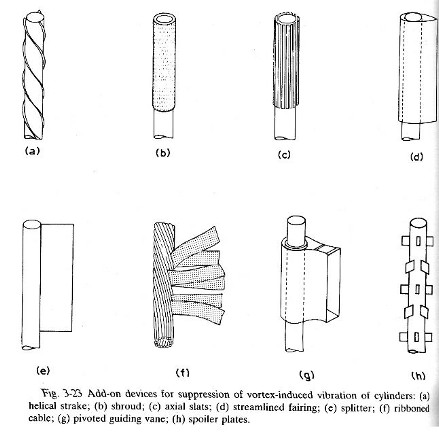 (a)
(b)
(c)
(d)
(e)
(f)
(g)
(h)
Fig. 3-23 Add-on devices for suppression of vortex-induced vibration of cylinders: (a)
helical strake; (b) shroud; (c) axial slats; (d) streamlined fairing; (e) splitter; (f) ribboned
cable; (g) pivoted guiding vane; (h) spoiler plates.